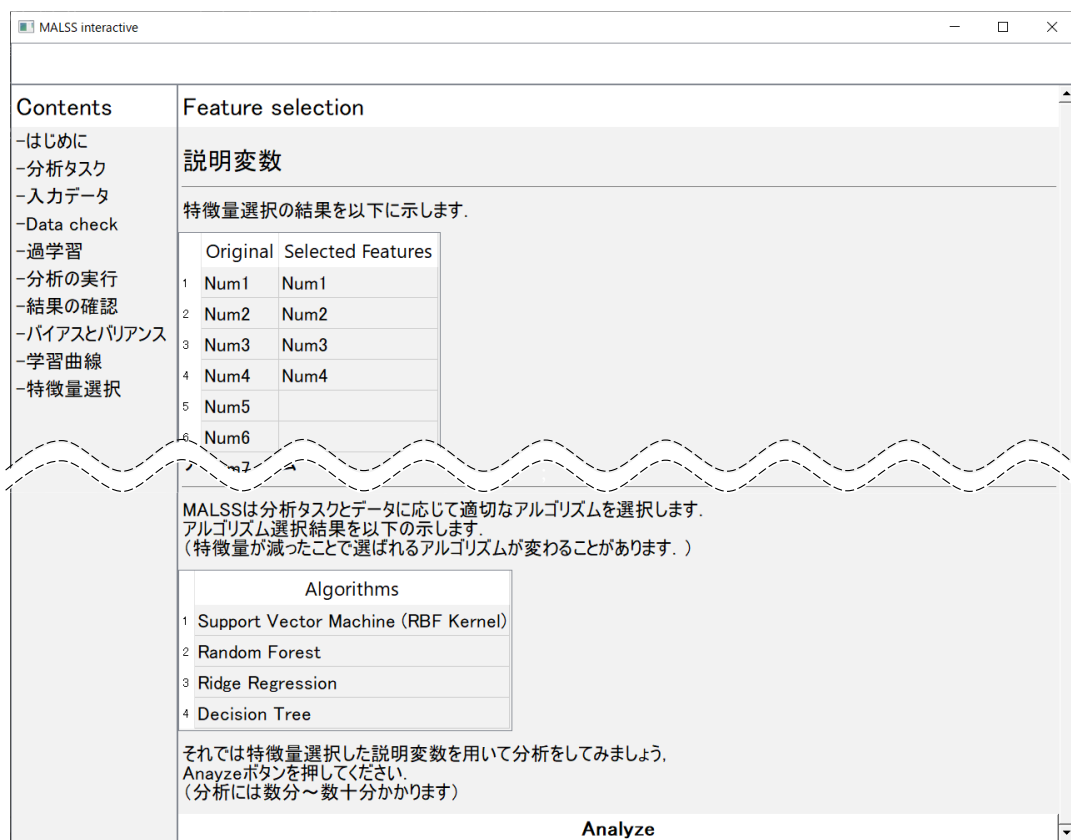 MALSS interactive
Contents
-はじめに
-分析タスク
-入力データ
-Data check
-過学習
-分析の実行
-結果の確認
-バイアスとバリアンス
-学習曲線
-特徴量選択
Feature selection
説明変数
特徴量選択の結果を以下に示します.
Original Selected Features
1 Num1 Num1
2 Num2 Num2
3 Num3 Num3
4 Num4 Num4
5 Num5
6 Num6
Num7
MALSSは分析タスクとデータに応じて適切なアルゴリズムを選択します.
アルゴリズム選択結果を以下の示します.
(特徴量が減ったことで選ばれるアルゴリズムが変わることがあります. )
Algorithms
1 Support Vector Machine (RBF Kernel)
2 Random Forest
3 Ridge Regression
4 Decision Tree
それでは特徴量選択した説明変数を用いて分析をしてみましょう,
Anayzeボタンを押してください.
(分析には数分～数十分かかります)
Analyze